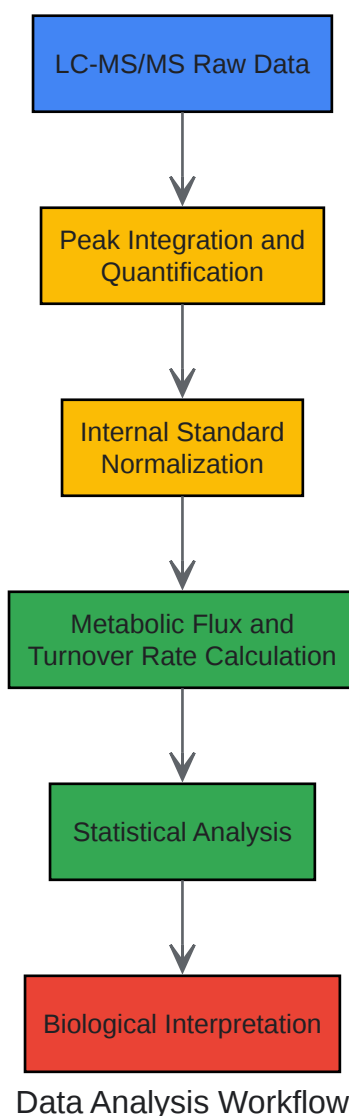 LC-MS/MS Raw Data
Peak Integration and
Quantification
Internal Standard
Normalization
Metabolic Flux and
Turnover Rate Calculation
Statistical Analysis
Biological Interpretation
Data Analysis Workflow